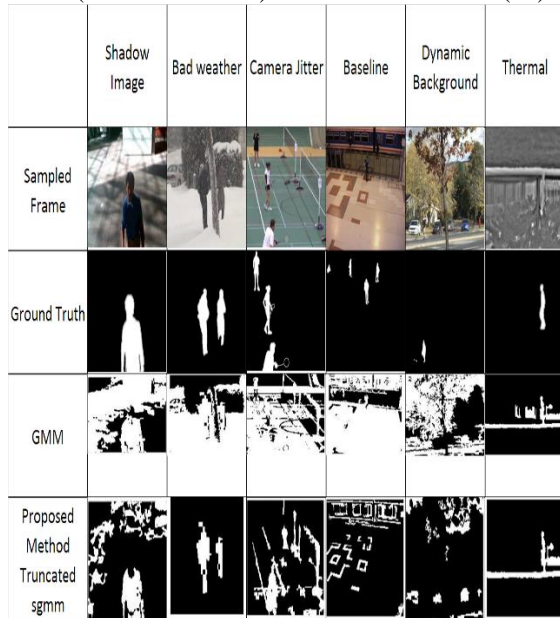 Shadow
Image
Bad weather
Camera Jitter
Baseline
Dynamic
Background
Thermal
Sampled
Frame
Ground Truth
GMM
Proposed
Method
Truncated
sgmm